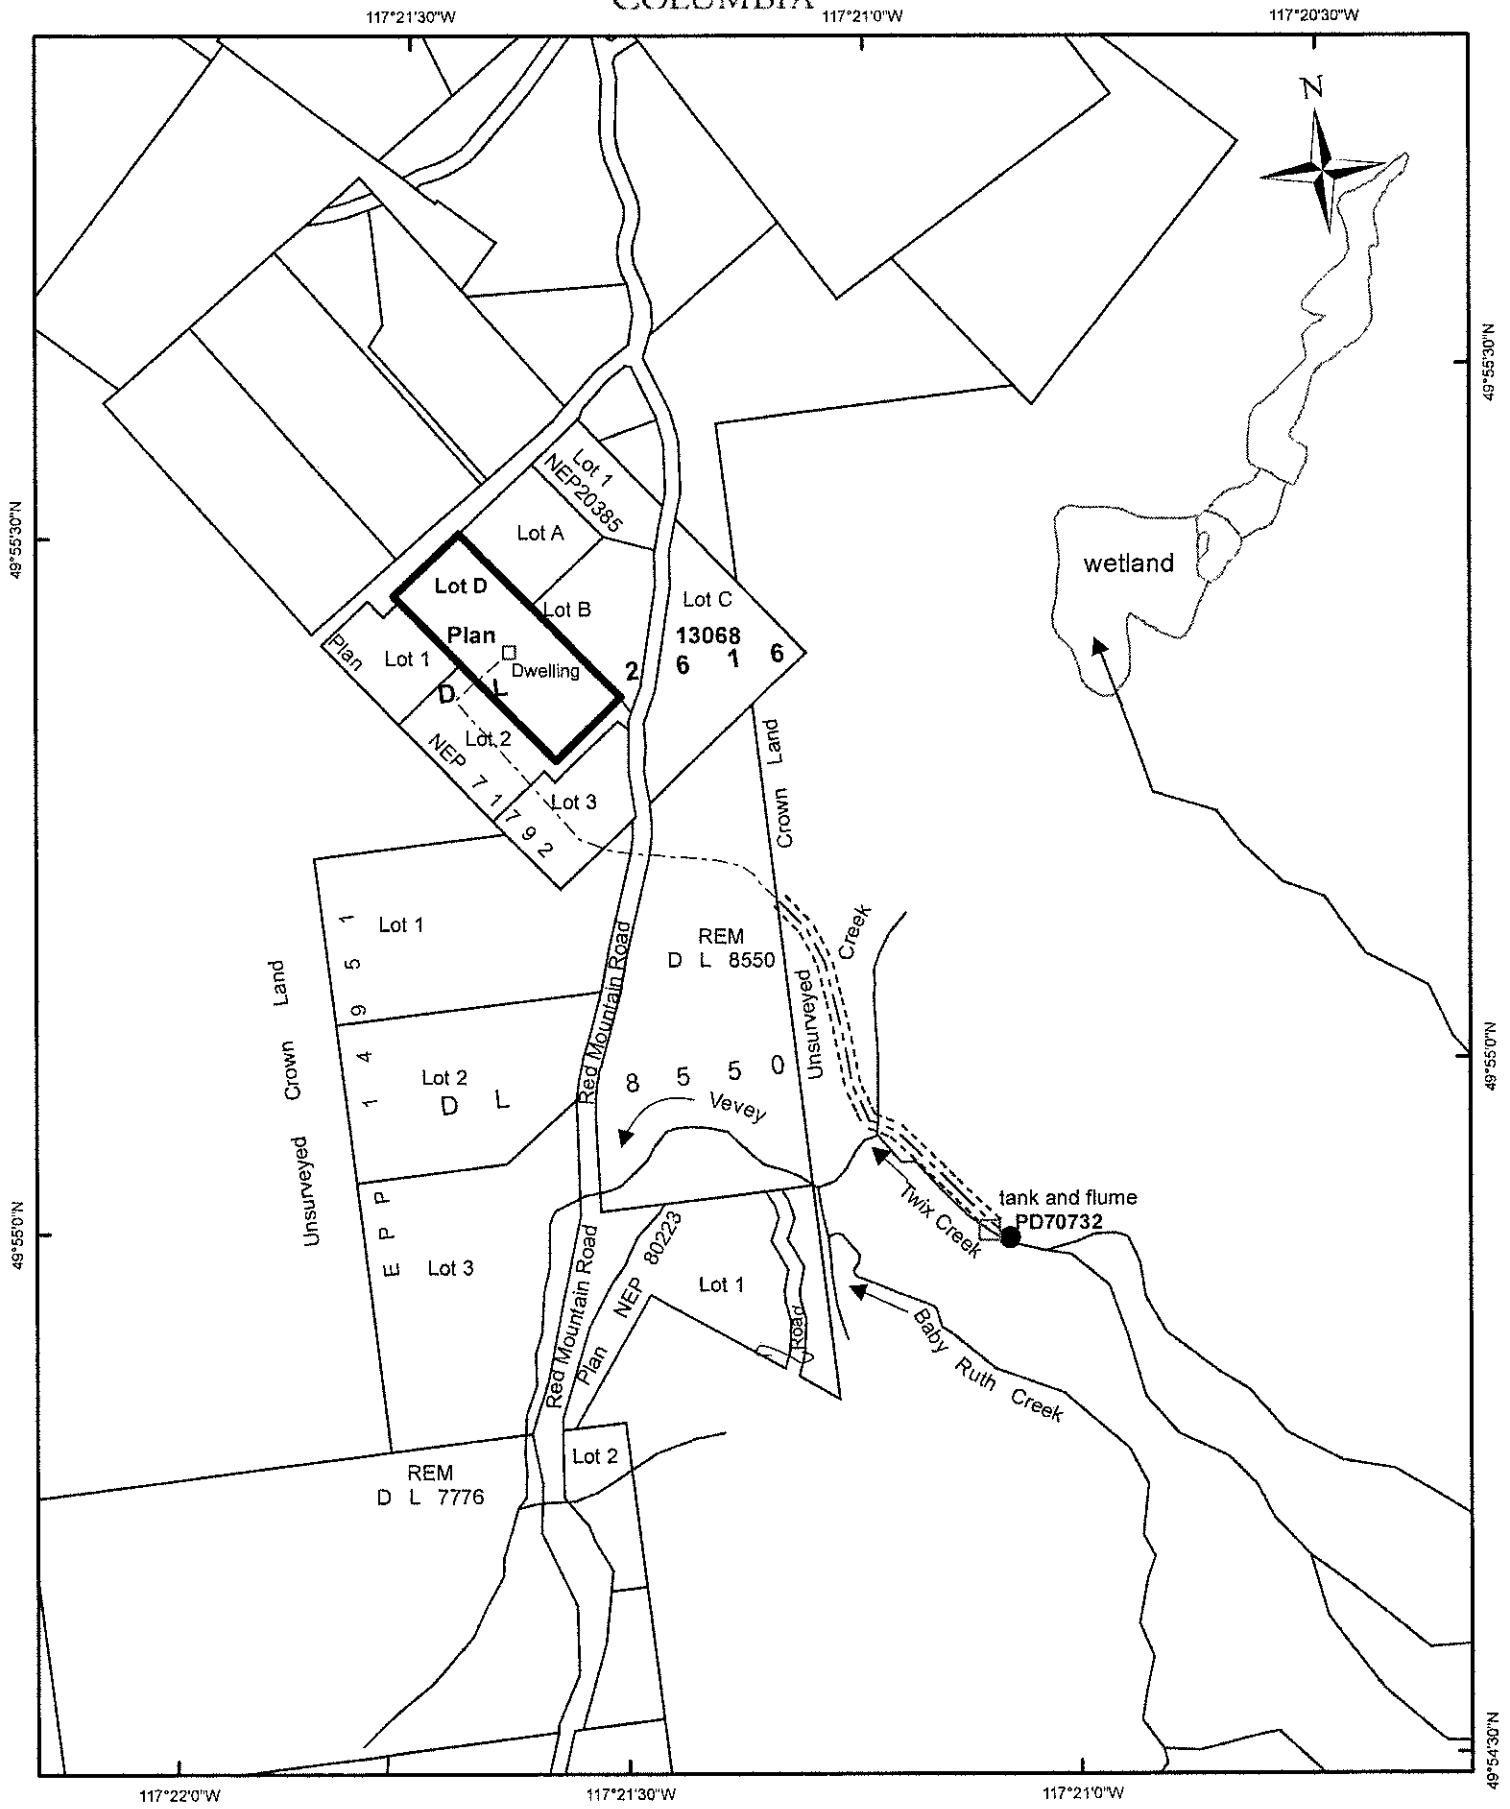 COLUMBIA
117°21'30"W
117°21'0"W
117°20'30"W
N
49°55'30"N
49°55'30"N
Lot 1
NEP20385
Lot A
Lot D
Lot B
Lot C
Plan
13068
2 6 1 6
wetland
Plan
Lot 1
Dwelling
D L
Lot 2
NEP 71792
Lot 3
Crown Land
Lot 1
REM
D L 8550
Creek
Unsurveyed
Red Mountain Road
Unsurveyed Crown Land
1 4 9 5 1
49°55'0"N
Lot 2
D L
8 5 5 0
Vevey
Twix Creek
tank and flume
PD70732
49°55'0"N
E P P
Lot 3
Red Mountain Road
Plan NEP 80223
Lot 1
Road
Baby Ruth Creek
Lot 2
REM
D L 7776
49°54'30"N
117°22'0"W
117°21'30"W
117°21'0"W